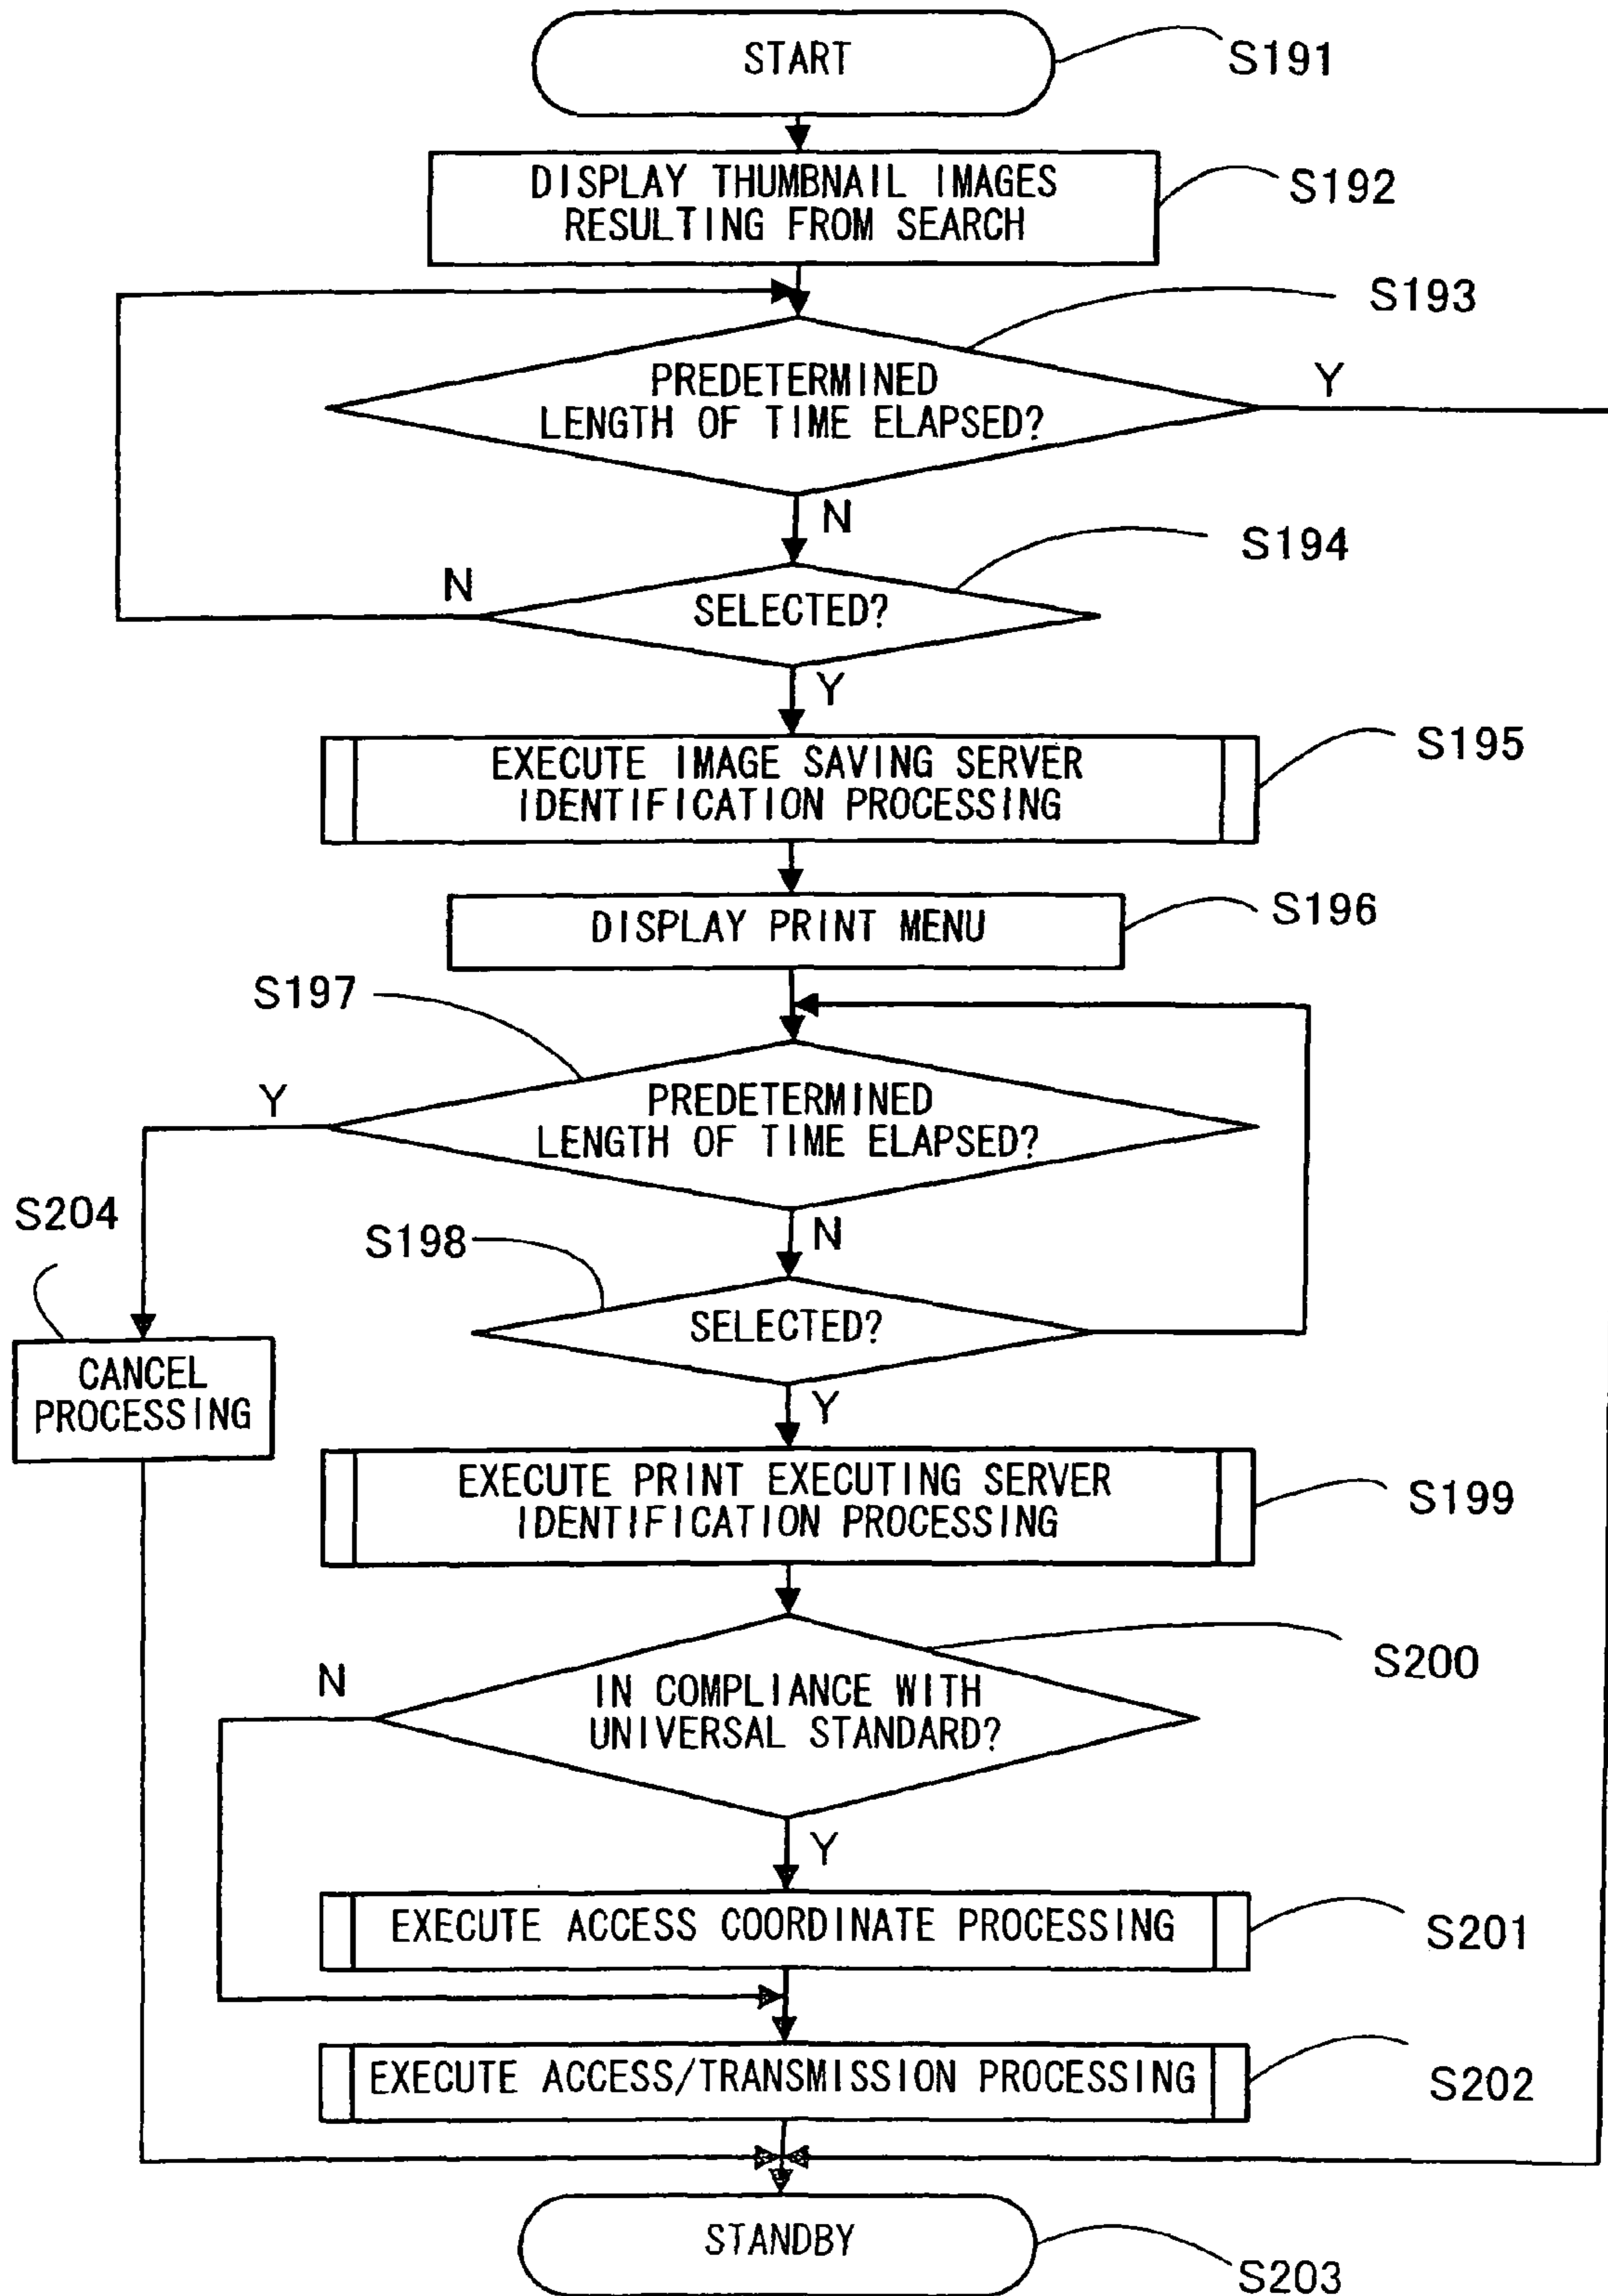 START
S191
DISPLAY THUMBNAIL IMAGES
RESULTING FROM SEARCH
S192
S193
PREDETERMINED
LENGTH OF TIME ELAPSED?
Y
N
S194
SELECTED?
N
Y
EXECUTE IMAGE SAVING SERVER
IDENTIFICATION PROCESSING
S195
DISPLAY PRINT MENU
S196
S197
PREDETERMINED
LENGTH OF TIME ELAPSED?
Y
N
S204
CANCEL
PROCESSING
S198
SELECTED?
Y
EXECUTE PRINT EXECUTING SERVER
IDENTIFICATION PROCESSING
S199
S200
IN COMPLIANCE WITH
UNIVERSAL STANDARD?
N
Y
EXECUTE ACCESS COORDINATE PROCESSING
S201
EXECUTE ACCESS/TRANSMISSION PROCESSING
S202
STANDBY
S203